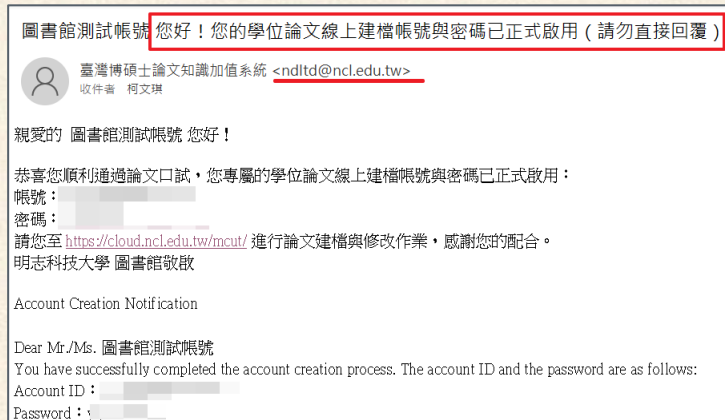 圖書館測試帳號 您好！您的學位論文線上建檔帳號與密碼已正式啟用（請勿直接回覆）
臺灣博碩士論文知識加值系統 <ndltd@ncl.edu.tw>
收件者 柯文琪
親愛的 圖書館測試帳號 您好！
恭喜您順利通過論文口試，您專屬的學位論文線上建檔帳號與密碼已正式啟用：
帳號：
密碼：
請您至 https://cloud.ncl.edu.tw/mcut/ 進行論文建檔與修改作業，感謝您的配合。
明志科技大學 圖書館敬啟
Account Creation Notification
Dear Mr./Ms. 圖書館測試帳號
You have successfully completed the account creation process. The account ID and the password are as follows:
Account ID：
Password：